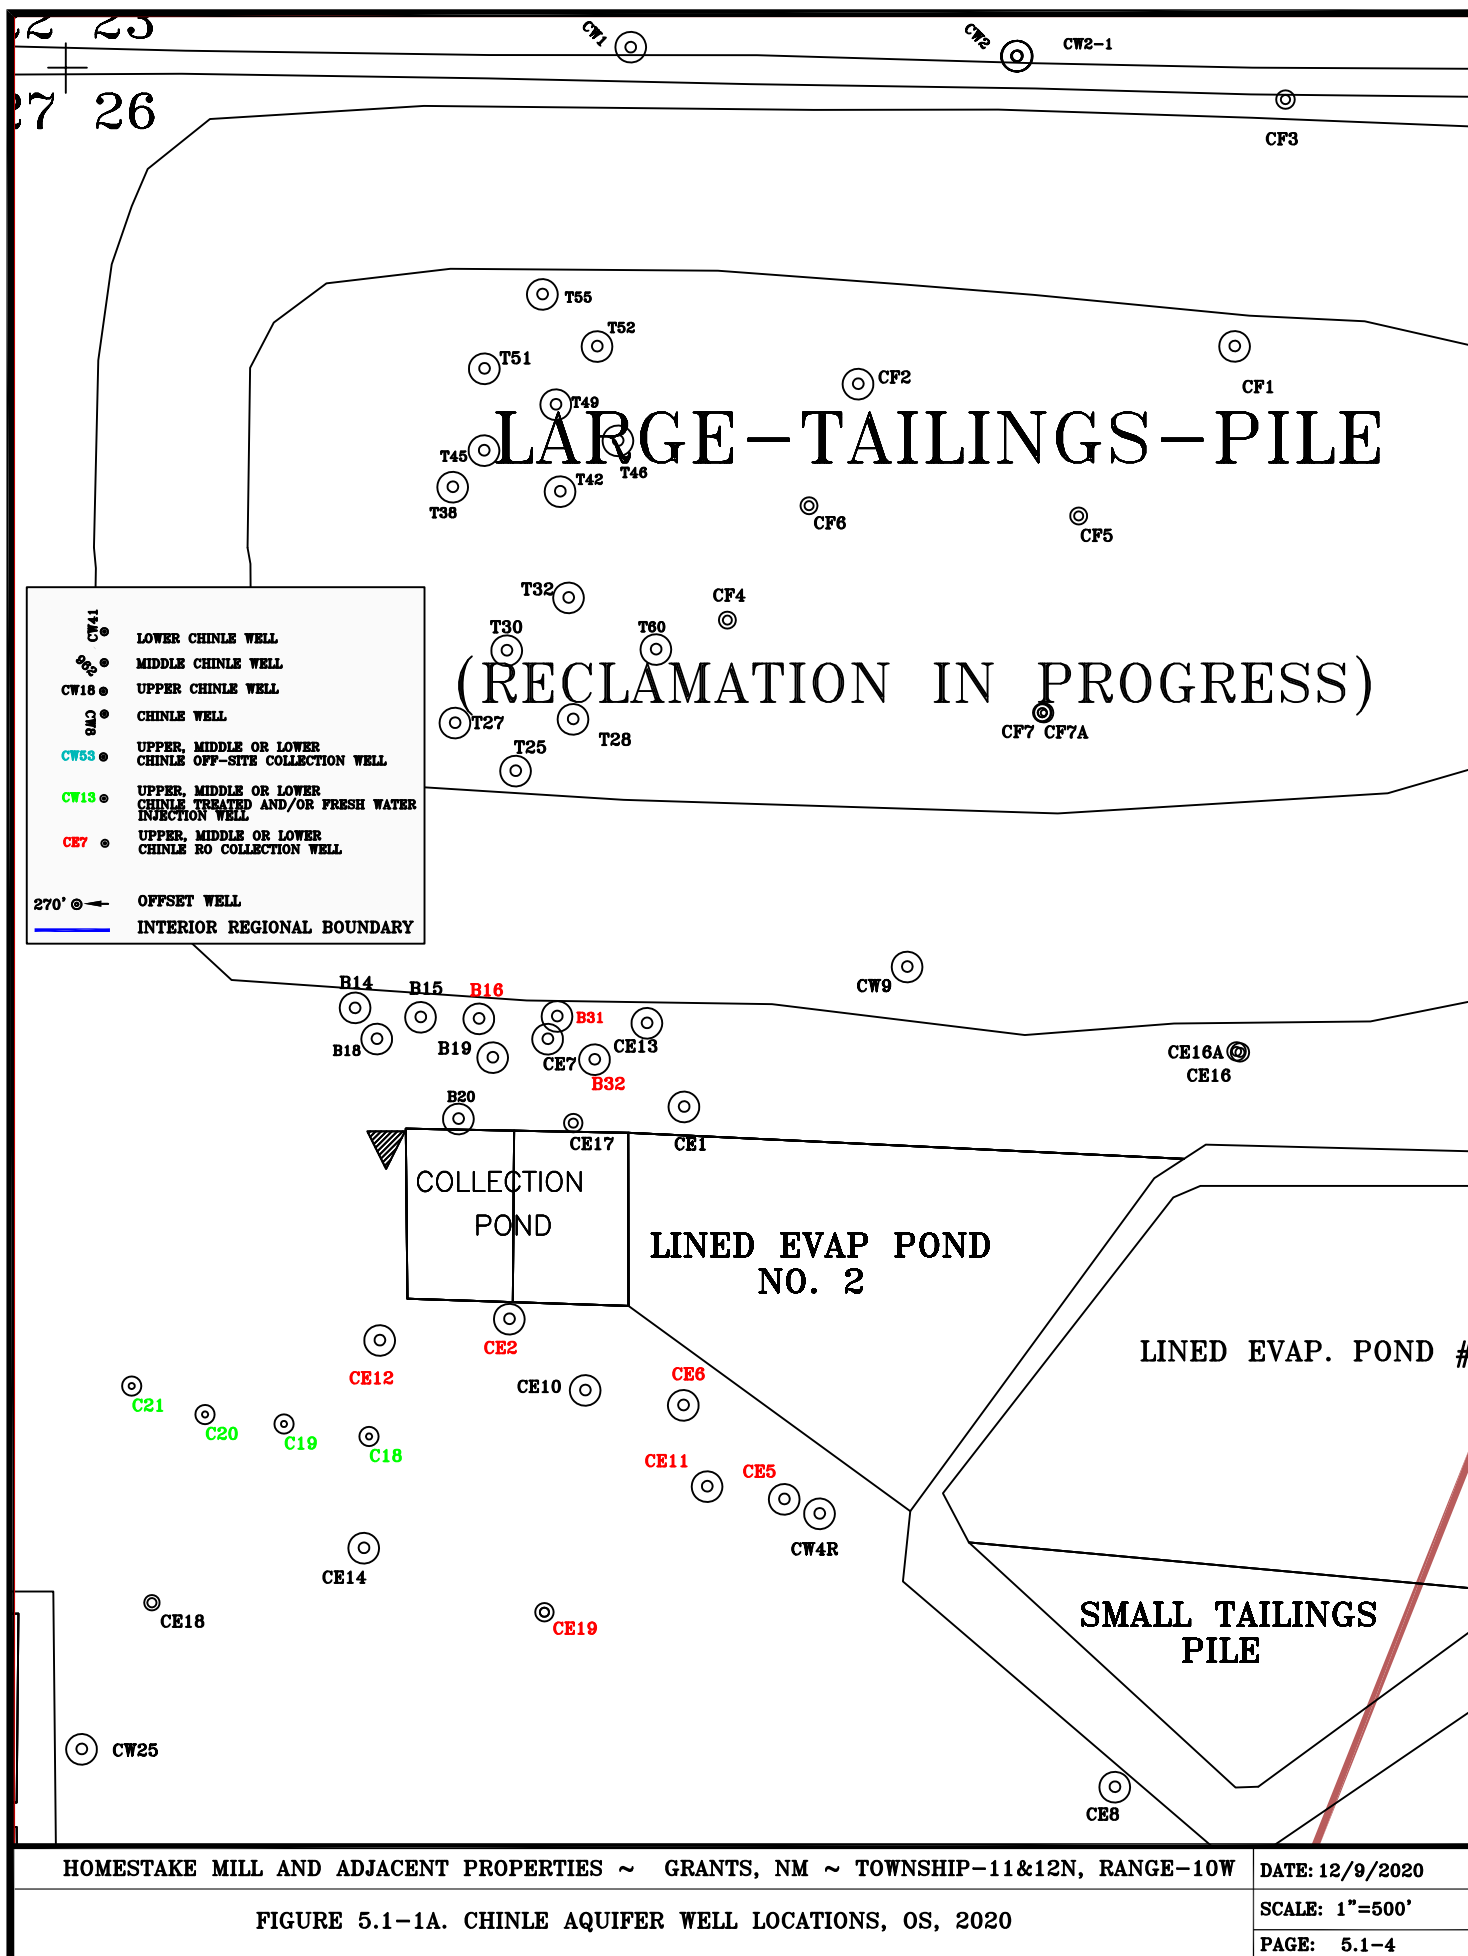 22 23
27 26
CW1
CW2
CW2-1
CF3
T55
T52
T51
CF2
CF1
T49
LARGE-TAILINGS-PILE
T45
T46
T42
T38
CF6
CF5
T32
CF4
T30
T60
(RECLAMATION IN PROGRESS)
T27
T28
CF7 CF7A
T25
CW41
LOWER CHINLE WELL
962
MIDDLE CHINLE WELL
CW18
UPPER CHINLE WELL
CW8
CHINLE WELL
CW53
UPPER, MIDDLE OR LOWER
CHINLE OFF-SITE COLLECTION WELL
CW13
UPPER, MIDDLE OR LOWER
CHINLE TREATED AND/OR FRESH WATER
INJECTION WELL
CE7
UPPER, MIDDLE OR LOWER
CHINLE RO COLLECTION WELL
270'
OFFSET WELL
INTERIOR REGIONAL BOUNDARY
CW9
B14
B15
B16
B31
B18
B19
CE7
CE13
B32
CE16A
CE16
B20
CE17
CE1
COLLECTION
POND
LINED EVAP POND
NO. 2
CE2
CE12
CE10
CE6
LINED EVAP. POND #
C21
C20
C19
C18
CE11
CE5
CW4R
CE14
CE18
CE19
SMALL TAILINGS
PILE
CW25
CE8
HOMESTAKE MILL AND ADJACENT PROPERTIES ~ GRANTS, NM ~ TOWNSHIP-11&12N, RANGE-10W
DATE: 12/9/2020
FIGURE 5.1-1A. CHINLE AQUIFER WELL LOCATIONS, OS, 2020
SCALE: 1"=500'
PAGE: 5.1-4